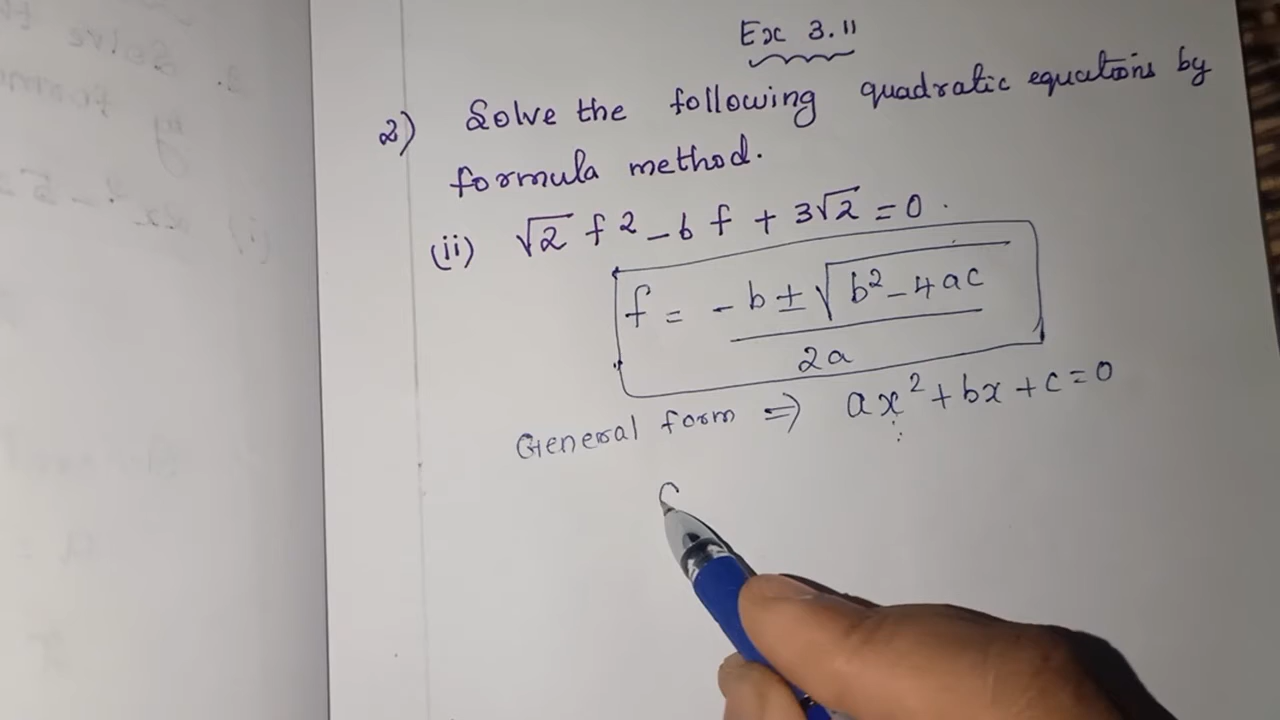 Ex 3.11
2) Solve the following quadratic equations by
formula method.
(ii) √2 f² - 6 f + 3√2 = 0.
f = -b ± √(b² - 4ac) / 2a
General form ⇒ ax² + bx + c = 0